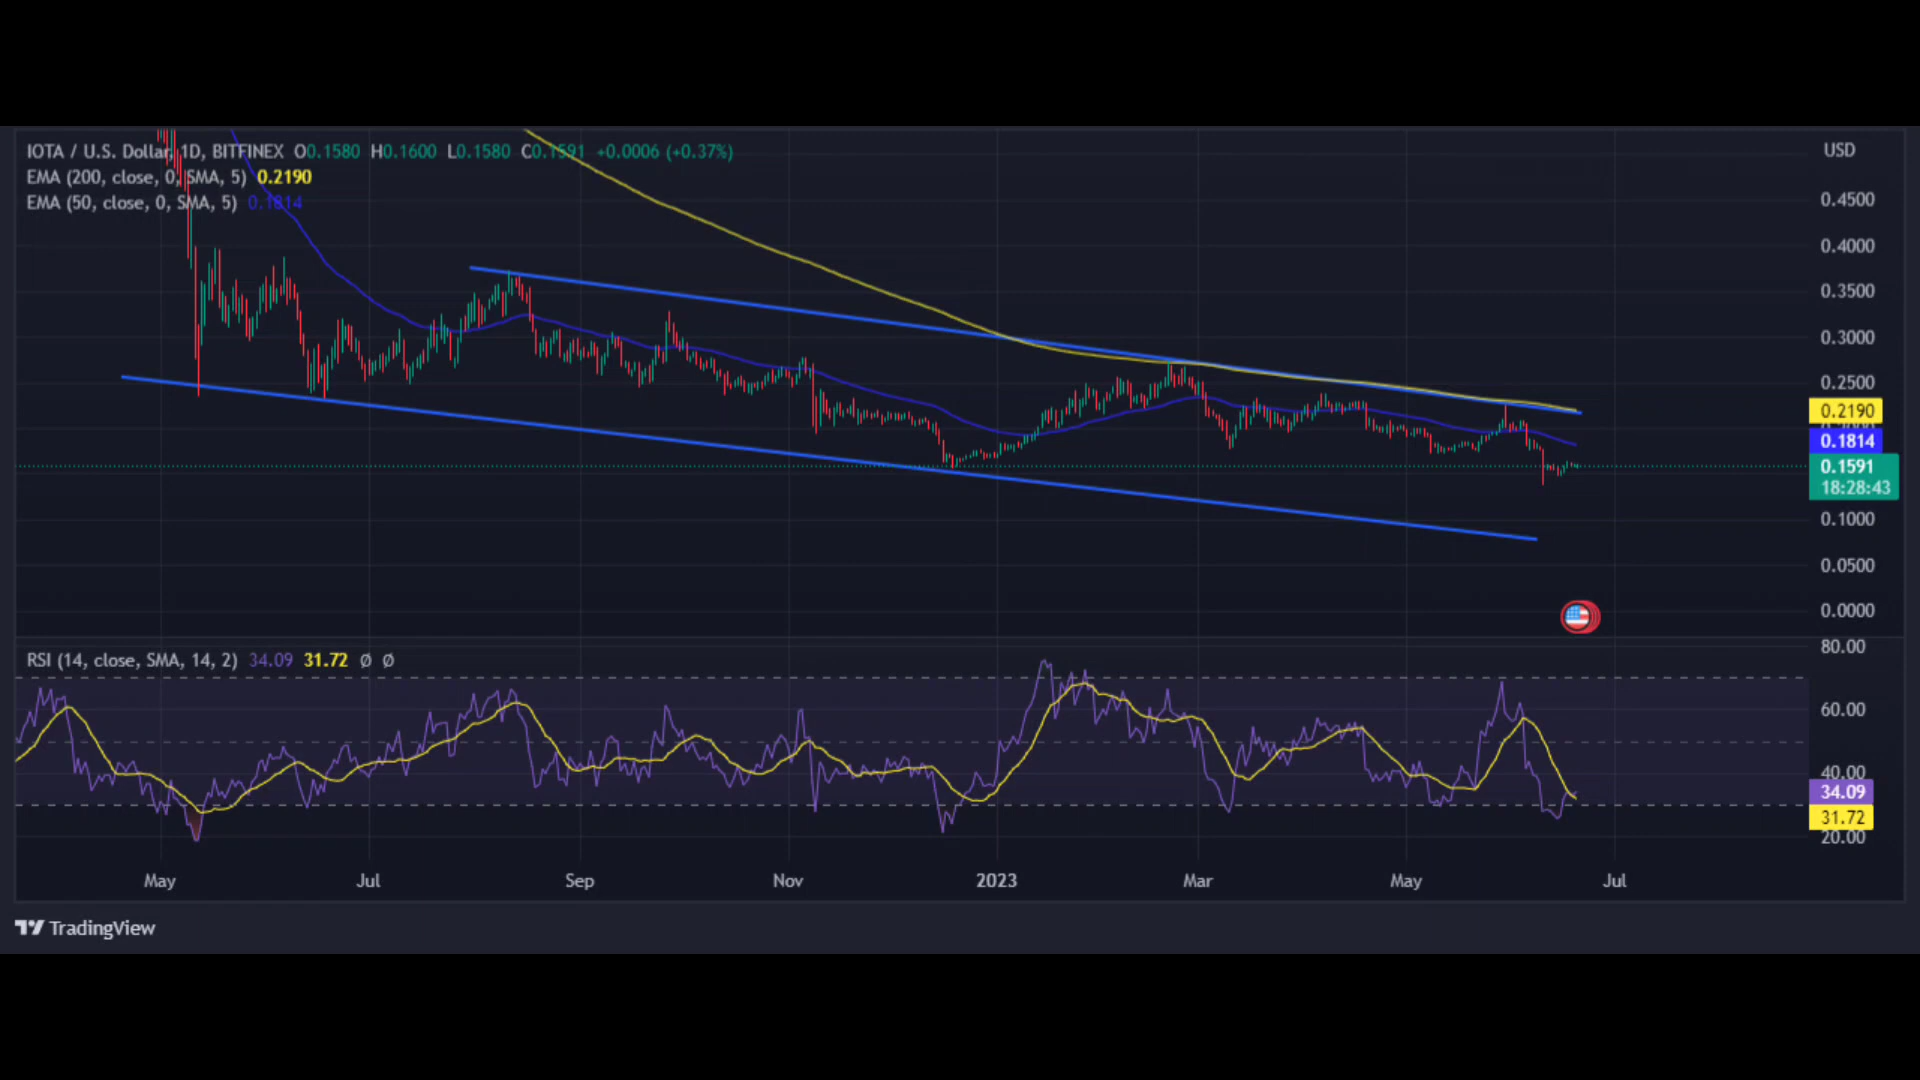 IOTA / U.S. Dollar, 1D, BITFINEX O0.1580 H0.1600 L0.1580 C0.1591 +0.0006 (+0.37%)
EMA (200, close, 0, SMA, 5) 0.2190
EMA (50, close, 0, SMA, 5) 0.1814
USD
0.4500
0.4000
0.3500
0.3000
0.2500
0.2190
0.1814
0.1591
18:28:43
0.1000
0.0500
0.0000
RSI (14, close, SMA, 14, 2) 34.09 31.72 Ø Ø
80.00
60.00
40.00
34.09
31.72
20.00
May Jul Sep Nov 2023 Mar May Jul
TradingView